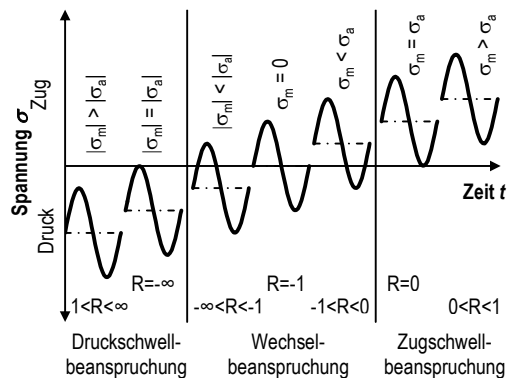 Spannung σ
Zug
Druck
|σm| > |σa|
|σm| = |σa|
|σm| < |σa|
σm = 0
σm < σa
σm = σa
σm > σa
Zeit t
R=-∞
R=-1
R=0
1<R<∞
-∞<R<-1
-1<R<0
0<R<1
Druckschwell-
beanspruchung
Wechsel-
beanspruchung
Zugschwell-
beanspruchung